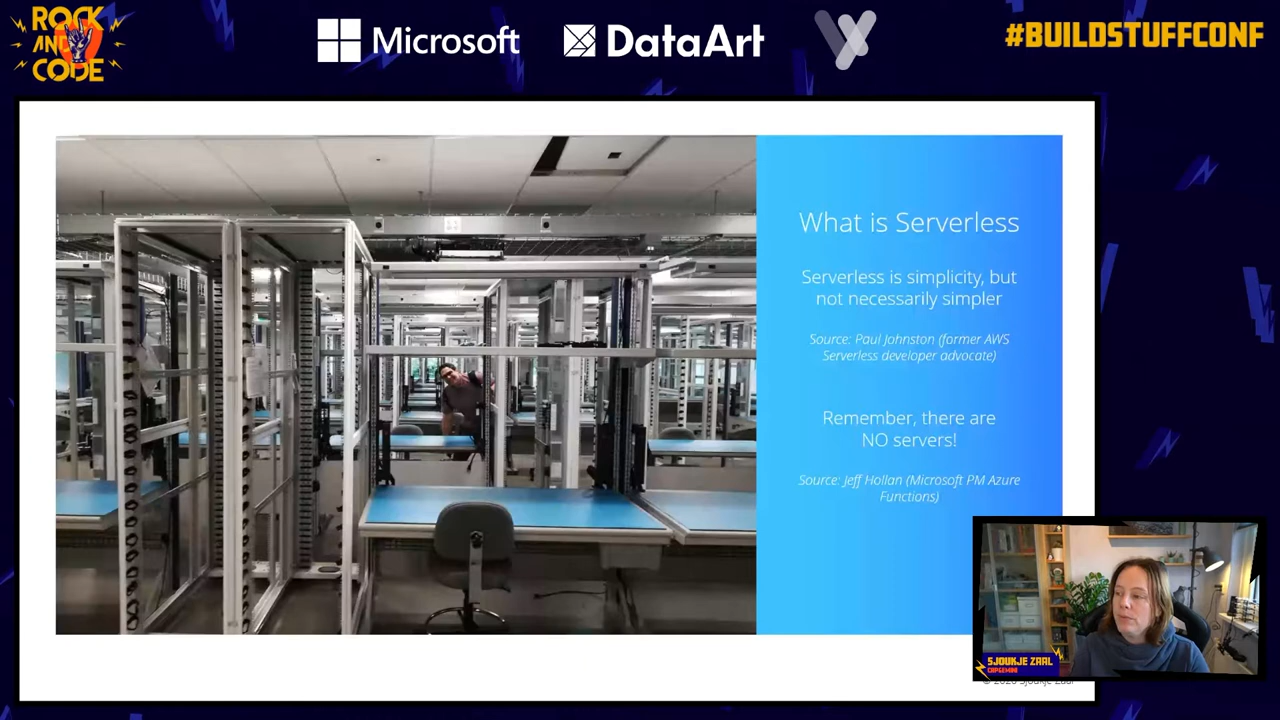 ROCK
AND
CODE
Microsoft
DataArt
#BUILDSTUFFCONF
What is Serverless
Serverless is simplicity, but
not necessarily simpler
Source: Paul Johnston (former AWS
Serverless developer advocate)
Remember, there are
NO servers!
Source: Jeff Hollan (Microsoft PM Azure
Functions)
SJOUKJE ZAAL
CAPGEMINI